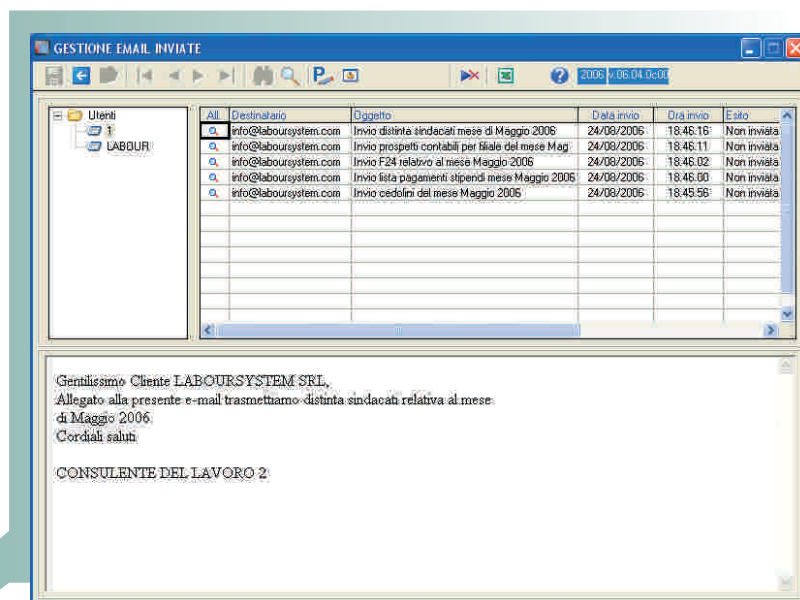 GESTIONE EMAIL INVIATE
2006 v.06.04.0c00
Utenti
1
LABOUR
All. Destinatario Oggetto Data invio Ora invio Esito
info@laboursystem.com Invio distinta sindacati mese di Maggio 2006 24/08/2006 18.46.16 Non inviata
info@laboursystem.com Invio prospetti contabili per filiale del mese Mag 24/08/2006 18.46.11 Non inviata
info@laboursystem.com Invio F24 relativo al mese Maggio 2006 24/08/2006 18.46.02 Non inviata
info@laboursystem.com Invio lista pagamenti stipendi mese Maggio 2006 24/08/2006 18.46.00 Non inviata
info@laboursystem.com Invio cedolini del mese Maggio 2006 24/08/2006 18.45.56 Non inviata
Gentilissimo Cliente LABOURSYSTEM SRL,
Allegato alla presente e-mail trasmettiamo distinta sindacati relativa al mese
di Maggio 2006.
Cordiali saluti
CONSULENTE DEL LAVORO 2